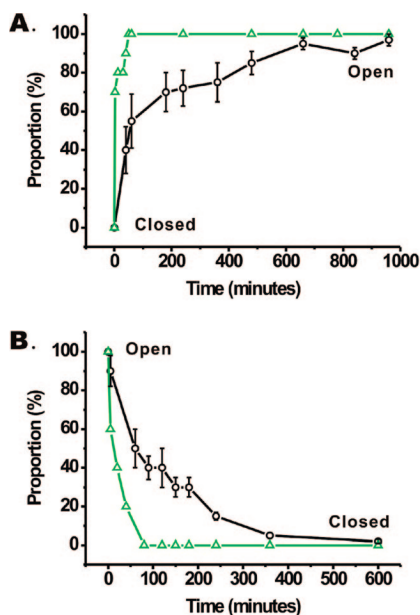 A.
100
80
60
40
20
0
Proportion (%)
Open
Closed
0 200 400 600 800 1000
Time (minutes)
B.
100
80
60
40
20
0
Proportion (%)
Open
Closed
0 100 200 300 400 500 600
Time (minutes)